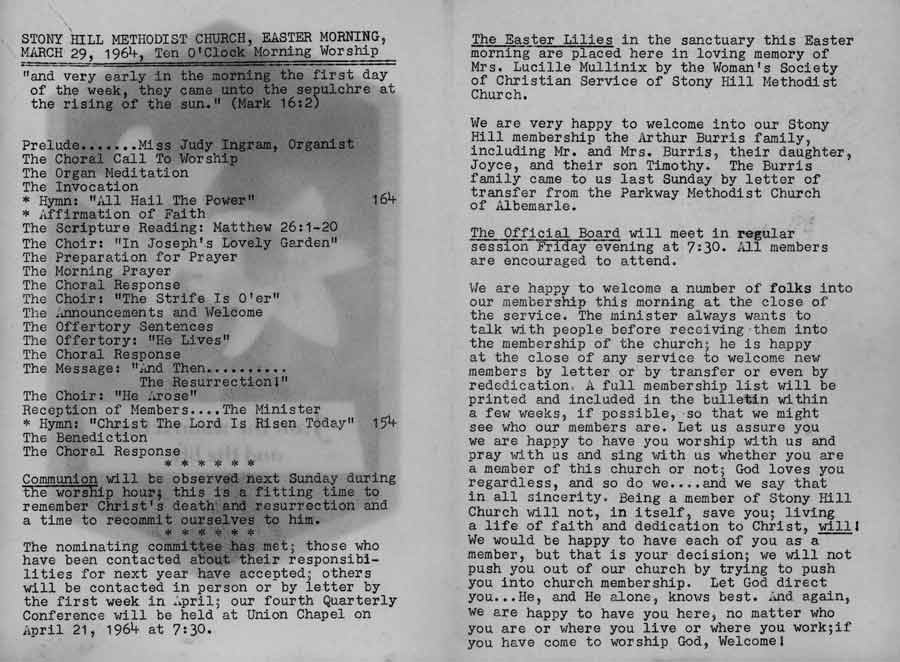 STONY HILL METHODIST CHURCH, EASTER MORNING,
MARCH 29, 1964, Ten O'Clock Morning Worship
"and very early in the morning the first day
of the week, they came unto the sepulchre at
the rising of the sun." (Mark 16:2)
Prelude.......Miss Judy Ingram, Organist
The Choral Call To Worship
The Organ Meditation
The Invocation
* Hymn: "All Hail The Power" 164
* Affirmation of Faith
The Scripture Reading: Matthew 26:1-20
The Choir: "In Joseph's Lovely Garden"
The Preparation for Prayer
The Morning Prayer
The Choral Response
The Choir: "The Strife Is O'er"
The Announcements and Welcome
The Offertory Sentences
The Offertory: "He Lives"
The Choral Response
The Message: "And Then..........
The Resurrection!"
The Choir: "He Arose"
Reception of Members....The Minister
* Hymn: "Christ The Lord Is Risen Today" 154
The Benediction
The Choral Response
* * * * * *
Communion will be observed next Sunday during
the worship hour; this is a fitting time to
remember Christ's death and resurrection and
a time to recommit ourselves to him.
* * * * * *
The nominating committee has met; those who
have been contacted about their responsibi-
lities for next year have accepted; others
will be contacted in person or by letter by
the first week in April; our fourth Quarterly
Conference will be held at Union Chapel on
April 21, 1964 at 7:30.
The Easter Lilies in the sanctuary this Easter
morning are placed here in loving memory of
Mrs. Lucille Mullinix by the Woman's Society
of Christian Service of Stony Hill Methodist
Church.
We are very happy to welcome into our Stony
Hill membership the Arthur Burris family,
including Mr. and Mrs. Burris, their daughter,
Joyce, and their son Timothy. The Burris
family came to us last Sunday by letter of
transfer from the Parkway Methodist Church
of Albemarle.
The Official Board will meet in regular
session Friday evening at 7:30. All members
are encouraged to attend.
We are happy to welcome a number of folks into
our membership this morning at the close of
the service. The minister always wants to
talk with people before receiving them into
the membership of the church; he is happy
at the close of any service to welcome new
members by letter or by transfer or even by
rededication. A full membership list will be
printed and included in the bulletin within
a few weeks, if possible, so that we might
see who our members are. Let us assure you
we are happy to have you worship with us and
pray with us and sing with us whether you are
a member of this church or not; God loves you
regardless, and so do we....and we say that
in all sincerity. Being a member of Stony Hill
Church will not, in itself, save you; living
a life of faith and dedication to Christ, will!
We would be happy to have each of you as a
member, but that is your decision; we will not
push you out of our church by trying to push
you into church membership. Let God direct
you...He, and He alone, knows best. And again,
we are happy to have you here, no matter who
you are or where you live or where you work;if
you have come to worship God, Welcome!